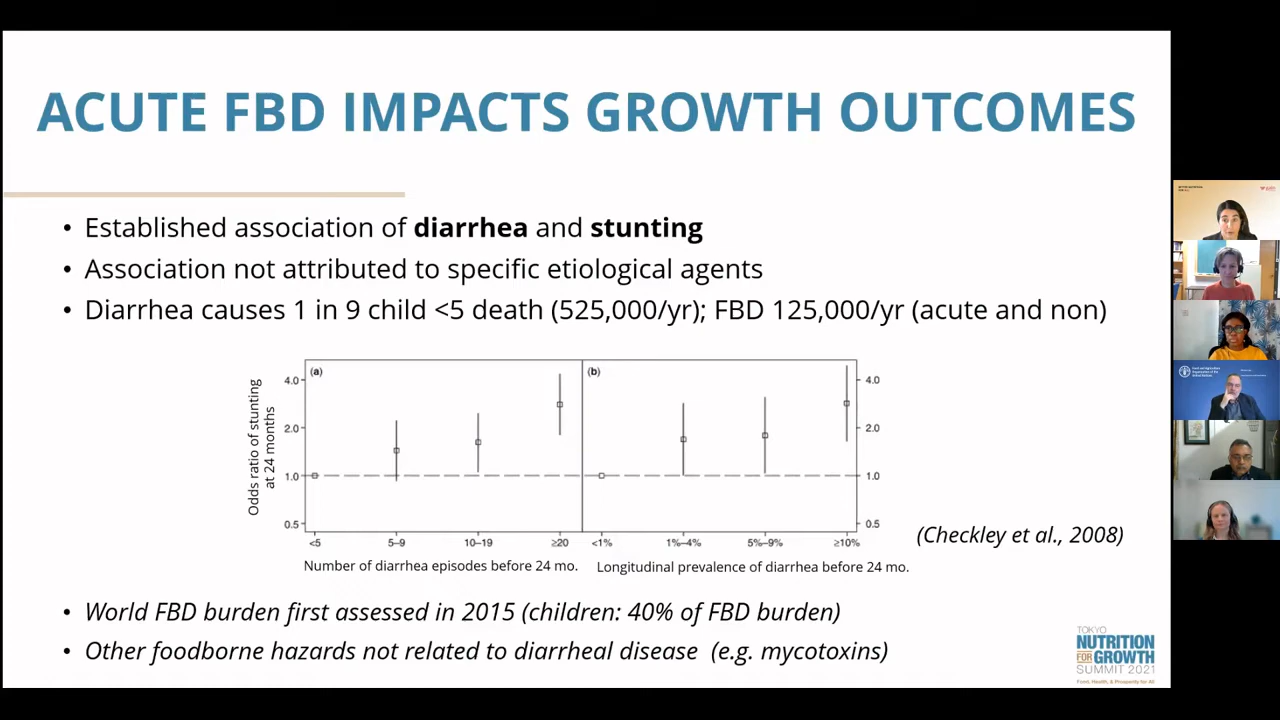 ACUTE FBD IMPACTS GROWTH OUTCOMES
• Established association of diarrhea and stunting
• Association not attributed to specific etiological agents
• Diarrhea causes 1 in 9 child <5 death (525,000/yr); FBD 125,000/yr (acute and non)
Odds ratio of stunting
at 24 months
(a)
(b)
4.0
2.0
1.0
0.5
4.0
2.0
1.0
0.5
<5
5–9
10–19
≥20
<1%
1%–4%
5%–9%
≥10%
Number of diarrhea episodes before 24 mo.
Longitudinal prevalence of diarrhea before 24 mo.
(Checkley et al., 2008)
• World FBD burden first assessed in 2015 (children: 40% of FBD burden)
• Other foodborne hazards not related to diarrheal disease (e.g. mycotoxins)
TOKYO
NUTRITION
FOR GROWTH
SUMMIT 2021
Food, Health, & Prosperity for All